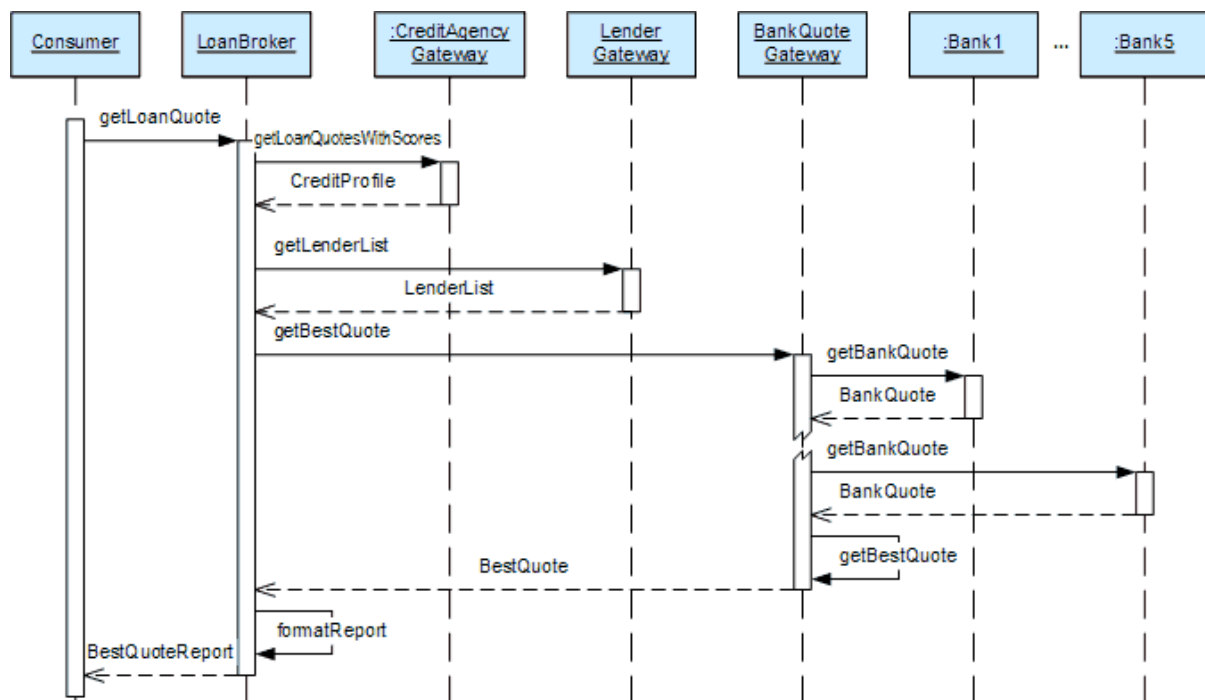 Consumer
LoanBroker
:CreditAgency
Gateway
Lender
Gateway
BankQuote
Gateway
:Bank1
...
:Bank5
getLoanQuote
getLoanQuotesWithScores
CreditProfile
getLenderList
LenderList
getBestQuote
getBankQuote
BankQuote
getBankQuote
BankQuote
getBestQuote
BestQuote
formatReport
BestQuoteReport